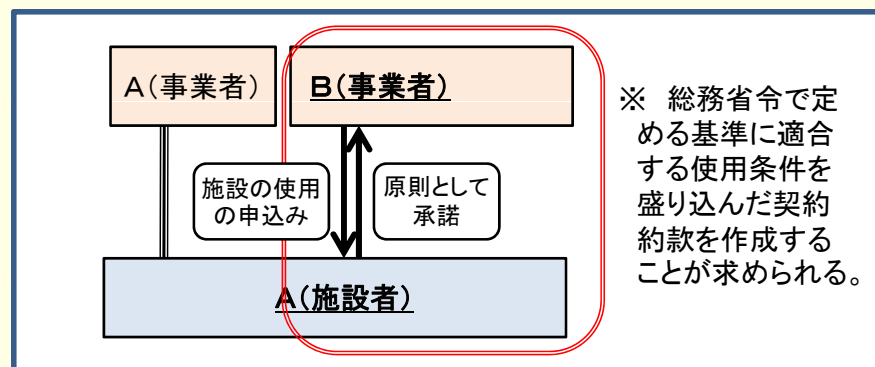 A(事業者)
B(事業者)
施設の使用
の申込み
原則として
承諾
A(施設者)
※ 総務省令で定
める基準に適合
する使用条件を
盛り込んだ契約
約款を作成する
ことが求められる。